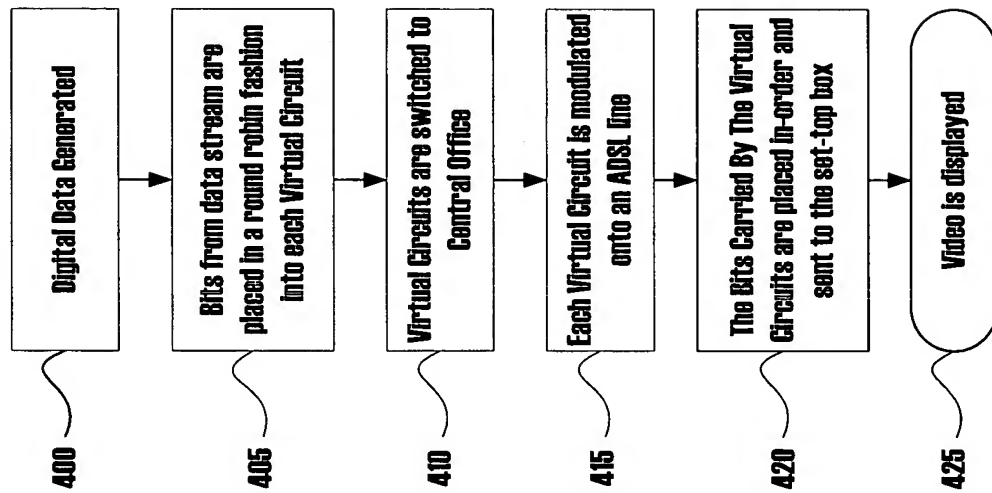 400
Digital Data Generated
405
Bits from data stream are
placed in a round robin fashion
into each Virtual Circuit
410
Virtual Circuits are switched to
Central Office
415
Each Virtual Circuit is modulated
onto an ADSL line
420
The Bits Carried By The Virtual
Circuits are placed in-order and
sent to the set-top box
425
Video is displayed